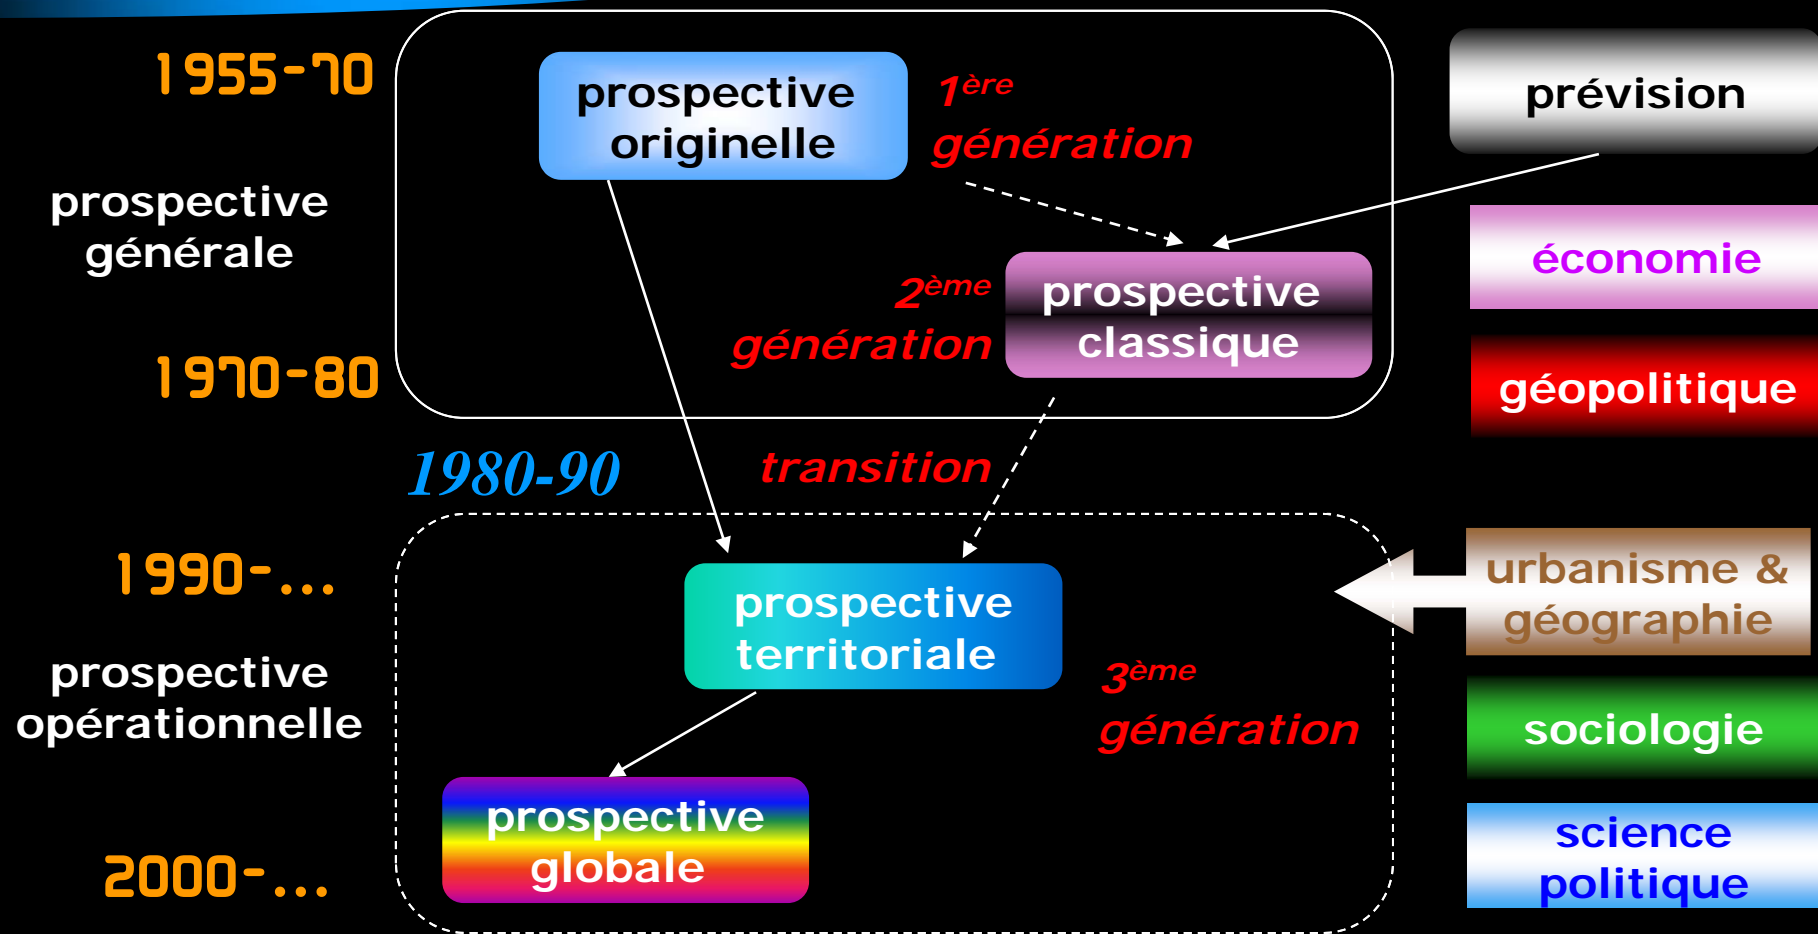 1955-70
prospective
originelle
1ère
génération
prévision
prospective
générale
économie
2ème
génération
prospective
classique
1970-80
géopolitique
1980-90
transition
1990-...
urbanisme &
géographie
prospective
territoriale
prospective
opérationnelle
3ème
génération
sociologie
prospective
globale
2000-...
science
politique